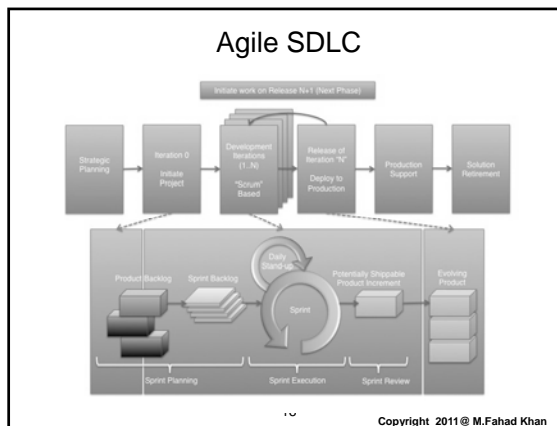 Agile SDLC
Initiate work on Release N+1 (Next Phase)
Strategic
Planning
Iteration 0
Initiate
Project
Development
Iterations
(1..N)
"Scrum"
Based
Release of
Iteration "N"
Deploy to
Production
Production
Support
Solution
Retirement
Product Backlog
Sprint Backlog
Daily
Stand-up
Sprint
Potentially Shippable
Product Increment
Evolving
Product
Sprint Planning
Sprint Execution
Sprint Review
Copyright 2011@ M.Fahad Khan